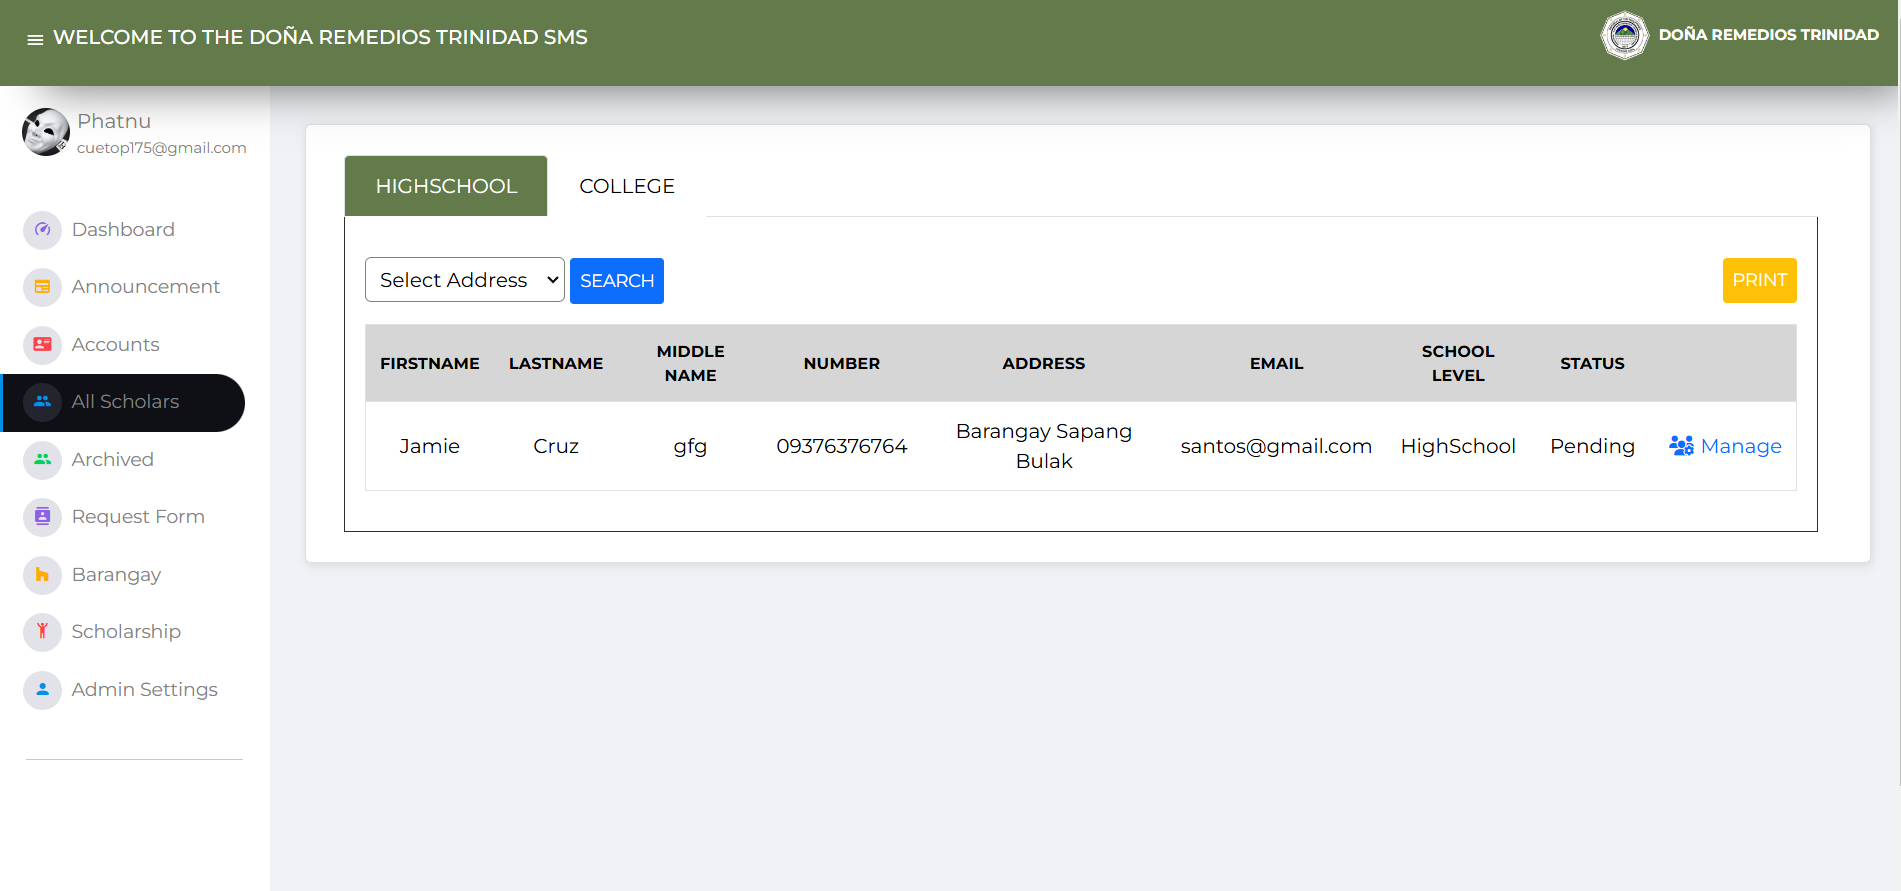 WELCOME TO THE DOÑA REMEDIOS TRINIDAD SMS
DOÑA REMEDIOS TRINIDAD
Phatnu
cuetop175@gmail.com
Dashboard
Announcement
Accounts
All Scholars
Archived
Request Form
Barangay
Scholarship
Admin Settings
HIGHSCHOOL COLLEGE
Select Address SEARCH PRINT
FIRSTNAME LASTNAME MIDDLE NAME NUMBER ADDRESS EMAIL SCHOOL LEVEL STATUS
Jamie Cruz gfg 09376376764 Barangay Sapang Bulak santos@gmail.com HighSchool Pending Manage